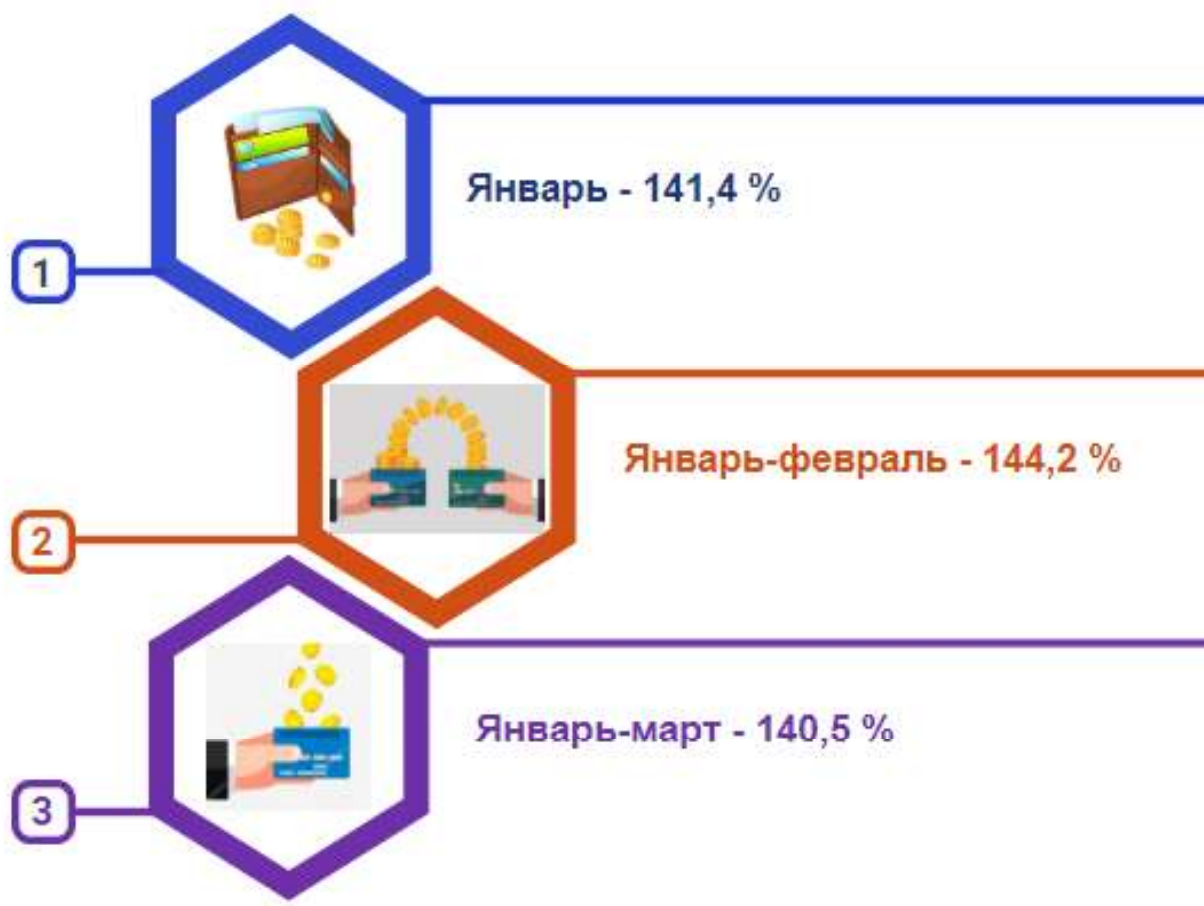 1
Январь - 141,4 %
2
Январь-февраль - 144,2 %
3
Январь-март - 140,5 %